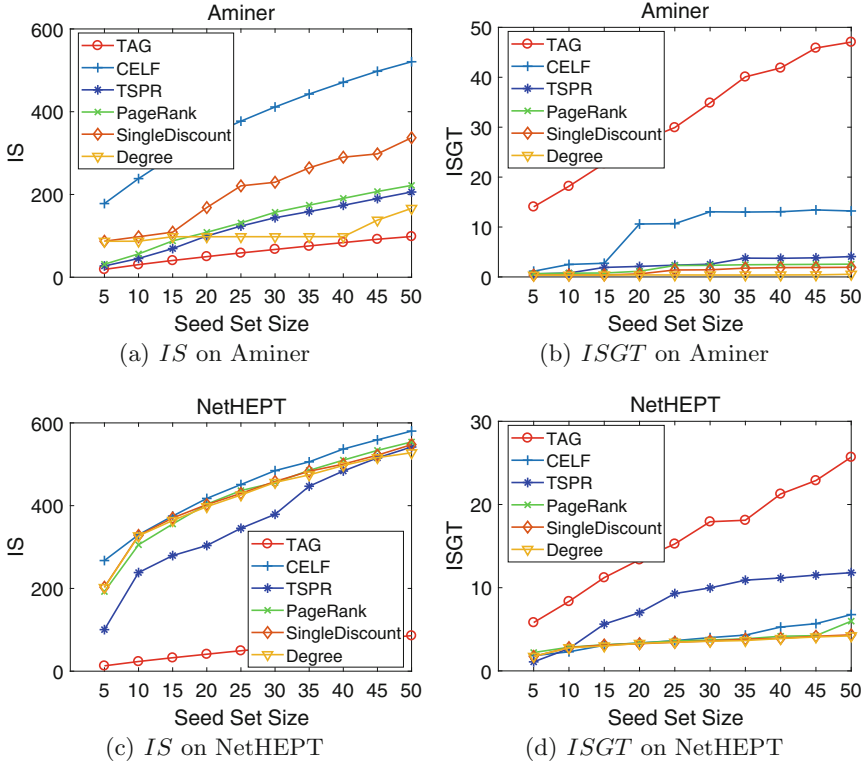 Aminer
600
400
200
0
IS
TAG
CELF
TSPR
PageRank
SingleDiscount
Degree
5 10 15 20 25 30 35 40 45 50
Seed Set Size
(a) IS on Aminer
Aminer
50
40
30
20
10
0
ISGT
TAG
CELF
TSPR
PageRank
SingleDiscount
Degree
5 10 15 20 25 30 35 40 45 50
Seed Set Size
(b) ISGT on Aminer
NetHEPT
600
400
200
0
IS
TAG
CELF
TSPR
PageRank
SingleDiscount
Degree
5 10 15 20 25 30 35 40 45 50
Seed Set Size
(c) IS on NetHEPT
NetHEPT
30
20
10
0
ISGT
TAG
CELF
TSPR
PageRank
SingleDiscount
Degree
5 10 15 20 25 30 35 40 45 50
Seed Set Size
(d) ISGT on NetHEPT